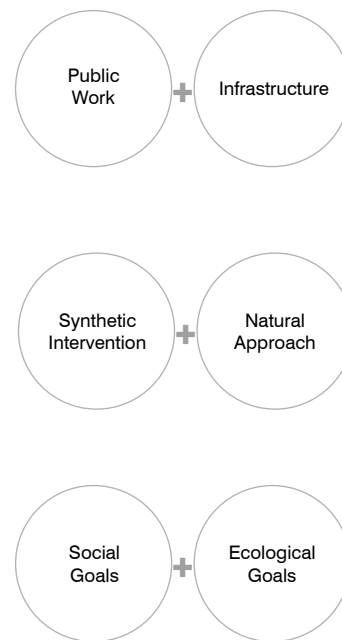 Public
Work
+
Infrastructure
Synthetic
Intervention
+
Natural
Approach
Social
Goals
+
Ecological
Goals